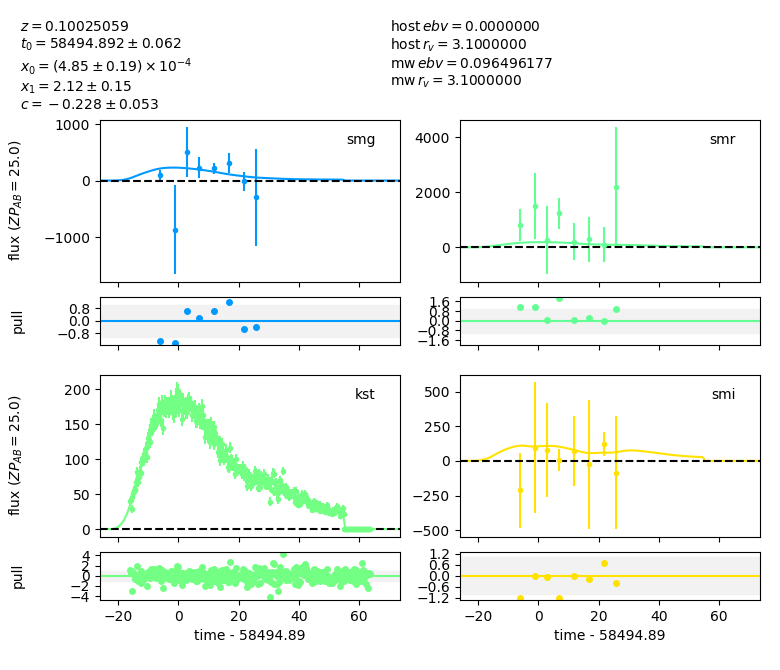 z = 0.10025059
t₀ = 58494.892 ± 0.062
x₀ = (4.85 ± 0.19) × 10⁻⁴
x₁ = 2.12 ± 0.15
c = −0.228 ± 0.053
host ebv = 0.0000000
host r_v = 3.1000000
mw ebv = 0.096496177
mw r_v = 3.1000000
smg
1000
0
−1000
flux (ZP_AB = 25.0)
smr
4000
2000
0
0.8
0.0
−0.8
pull
1.6
0.8
0.0
−0.8
−1.6
kst
200
150
100
50
0
flux (ZP_AB = 25.0)
smi
500
250
0
−250
−500
4
2
0
−2
−4
pull
−20 0 20 40 60
time - 58494.89
1.2
0.6
0.0
−0.6
−1.2
−20 0 20 40 60
time - 58494.89